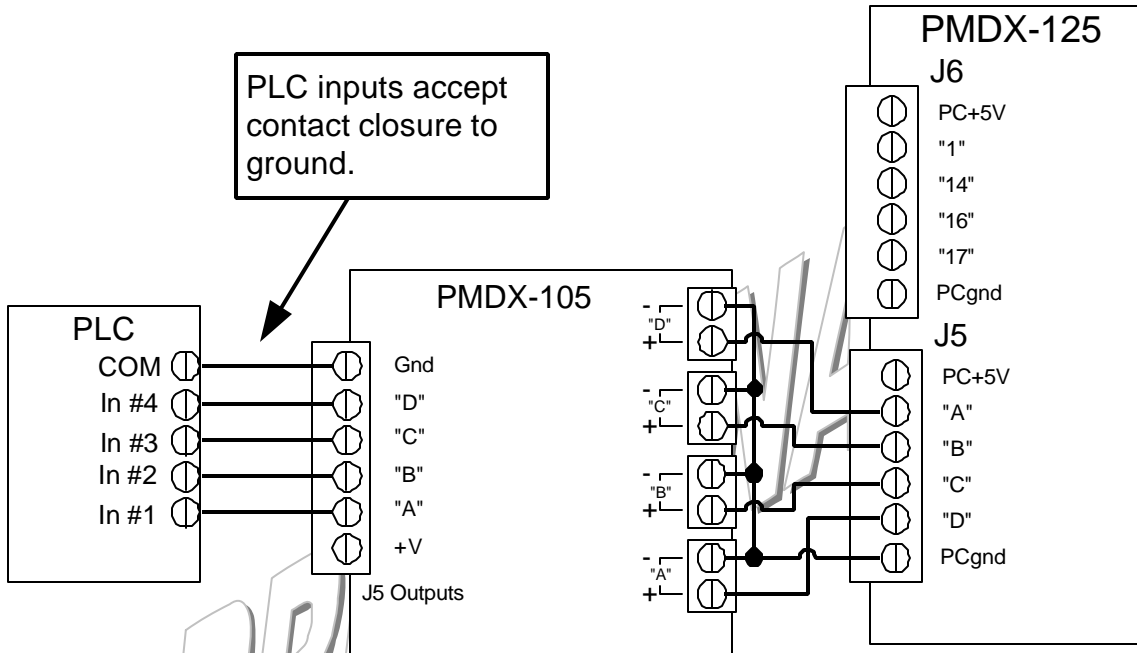 PLC inputs accept
contact closure to
ground.
PMDX-125
J6
PC+5V
"1"
"14"
"16"
"17"
PCgnd
J5
PC+5V
"A"
"B"
"C"
"D"
PCgnd
PLC
COM
In #4
In #3
In #2
In #1
PMDX-105
Gnd
"D"
"C"
"B"
"A"
+V
J5 Outputs
-
"D"
+
-
"C"
+
-
"B"
+
-
"A"
+